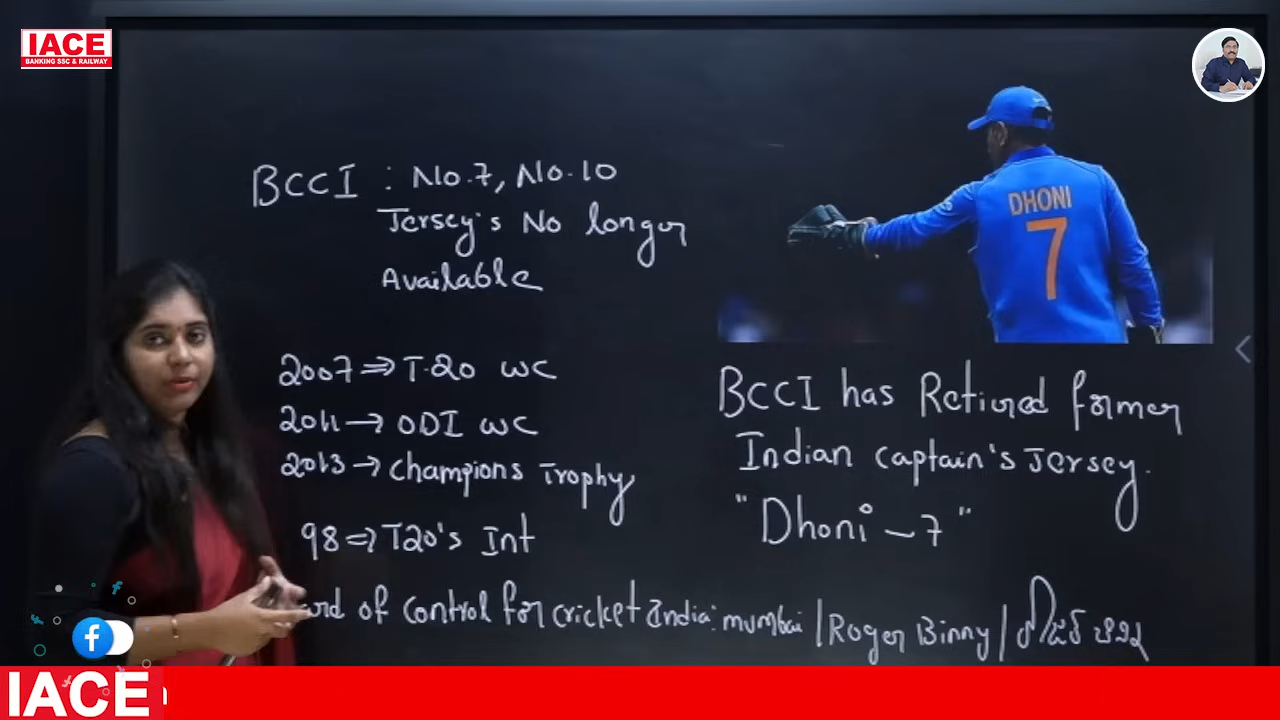 IACE
BANKING SSC & RAILWAY
BCCI : No.7, No.10
Jersey's No longer
Available
DHONI
7
2007 ⇒ T-20 WC
2011 → ODI WC
2013 → Champions Trophy
98 ⇒ T20's Int
BCCI has Retired former
Indian captain's Jersey.
"Dhoni - 7"
ard of control for cricket India: mumbai / Roger Binny /
IACE